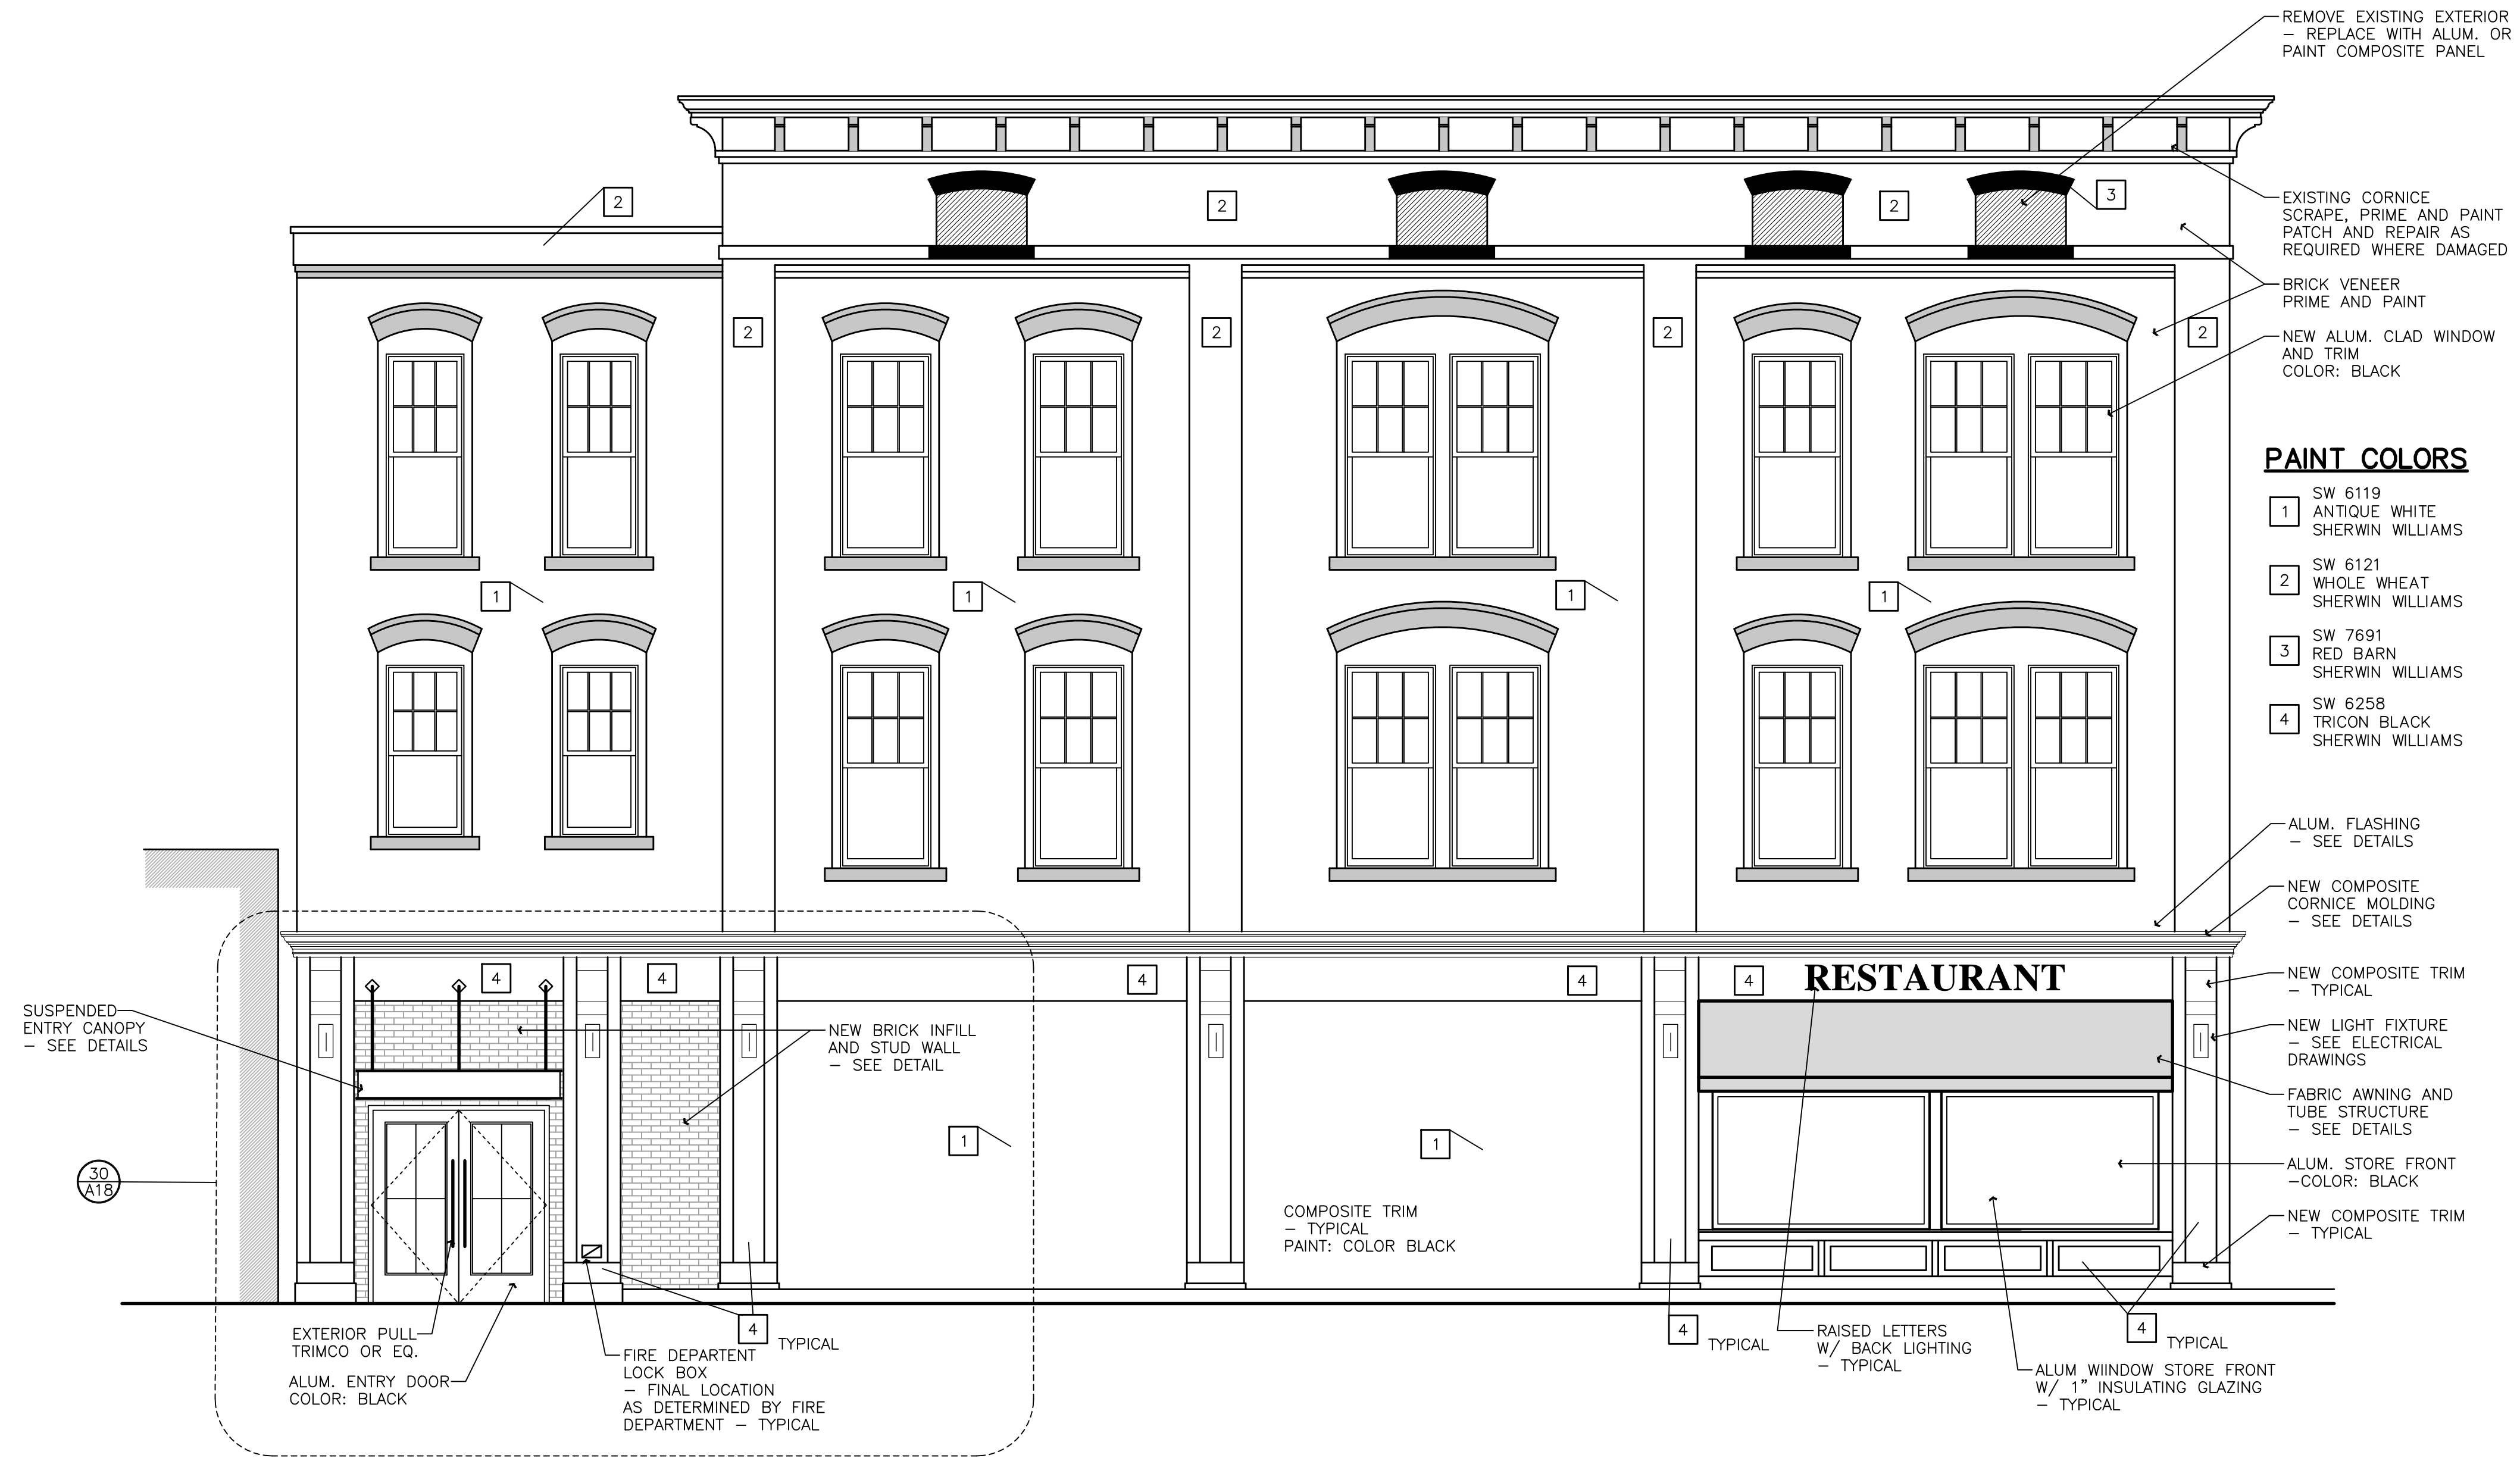 REMOVE EXISTING EXTERIOR
– REPLACE WITH ALUM. OR
PAINT COMPOSITE PANEL
2
2
2
3
EXISTING CORNICE
SCRAPE, PRIME AND PAINT
PATCH AND REPAIR AS
REQUIRED WHERE DAMAGED
BRICK VENEER
PRIME AND PAINT
2
2
2
2
NEW ALUM. CLAD WINDOW
AND TRIM
COLOR: BLACK
PAINT COLORS
1
SW 6119
ANTIQUE WHITE
SHERWIN WILLIAMS
2
SW 6121
WHOLE WHEAT
SHERWIN WILLIAMS
3
SW 7691
RED BARN
SHERWIN WILLIAMS
4
SW 6258
TRICON BLACK
SHERWIN WILLIAMS
1
1
1
1
ALUM. FLASHING
– SEE DETAILS
NEW COMPOSITE
CORNICE MOLDING
– SEE DETAILS
4
4
4
4
4
RESTAURANT
NEW COMPOSITE TRIM
– TYPICAL
SUSPENDED
ENTRY CANOPY
– SEE DETAILS
NEW BRICK INFILL
AND STUD WALL
– SEE DETAIL
NEW LIGHT FIXTURE
– SEE ELECTRICAL
DRAWINGS
FABRIC AWNING AND
TUBE STRUCTURE
– SEE DETAILS
1
1
30
A18
ALUM. STORE FRONT
–COLOR: BLACK
COMPOSITE TRIM
– TYPICAL
PAINT: COLOR BLACK
NEW COMPOSITE TRIM
– TYPICAL
EXTERIOR PULL
TRIMCO OR EQ.
ALUM. ENTRY DOOR
COLOR: BLACK
4 TYPICAL
FIRE DEPARTENT
LOCK BOX
– FINAL LOCATION
AS DETERMINED BY FIRE
DEPARTMENT – TYPICAL
4 TYPICAL
RAISED LETTERS
W/ BACK LIGHTING
– TYPICAL
4 TYPICAL
ALUM WIINDOW STORE FRONT
W/ 1" INSULATING GLAZING
– TYPICAL